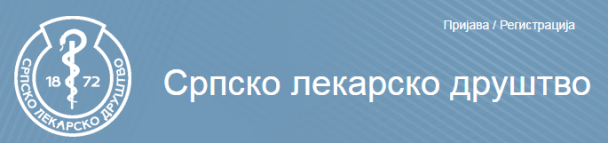 Пријава / Регистрација
18 72
СРПСКО ЛЕКАРСКО ДРУШТВО
Српско лекарско друштво